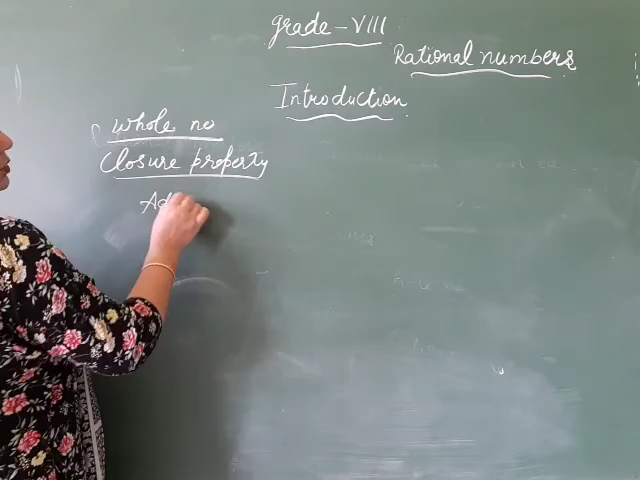 grade - VIII
Rational numbers
Introduction
Whole no
Closure property
Ad